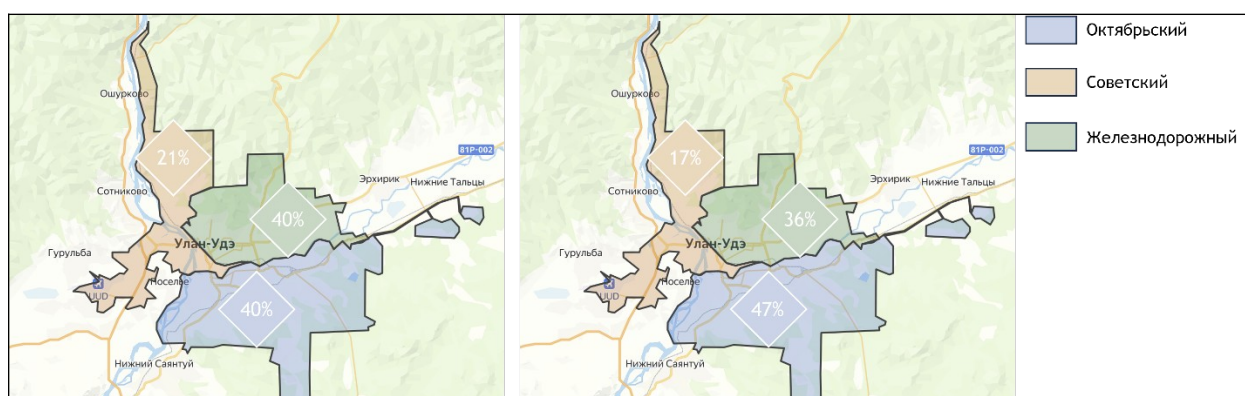 Ошурково
21%
81Р-002
Эрхирик
Нижние Тальцы
Сотниково
40%
Улан-Удэ
Гурульба
Поселье
UUD
40%
Нижний Саянтуй
Ошурково
17%
81Р-002
Эрхирик
Нижние Тальцы
Сотниково
36%
Улан-Удэ
Гурульба
Поселье
UUD
47%
Нижний Саянтуй
Октябрьский
Советский
Железнодорожный